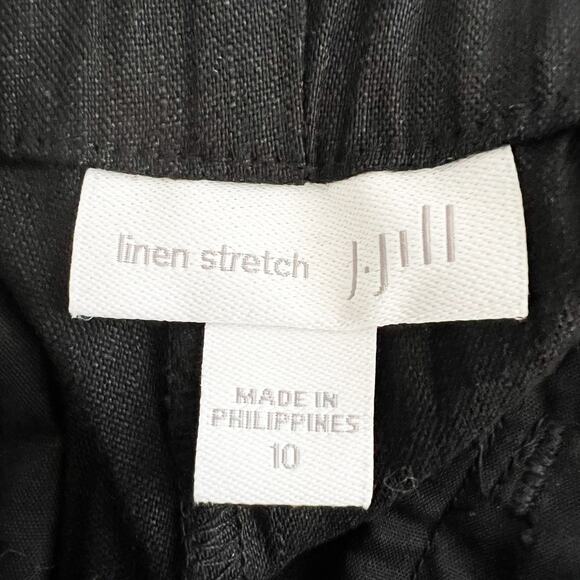 linen stretch J.Jill
MADE IN
PHILIPPINES
10